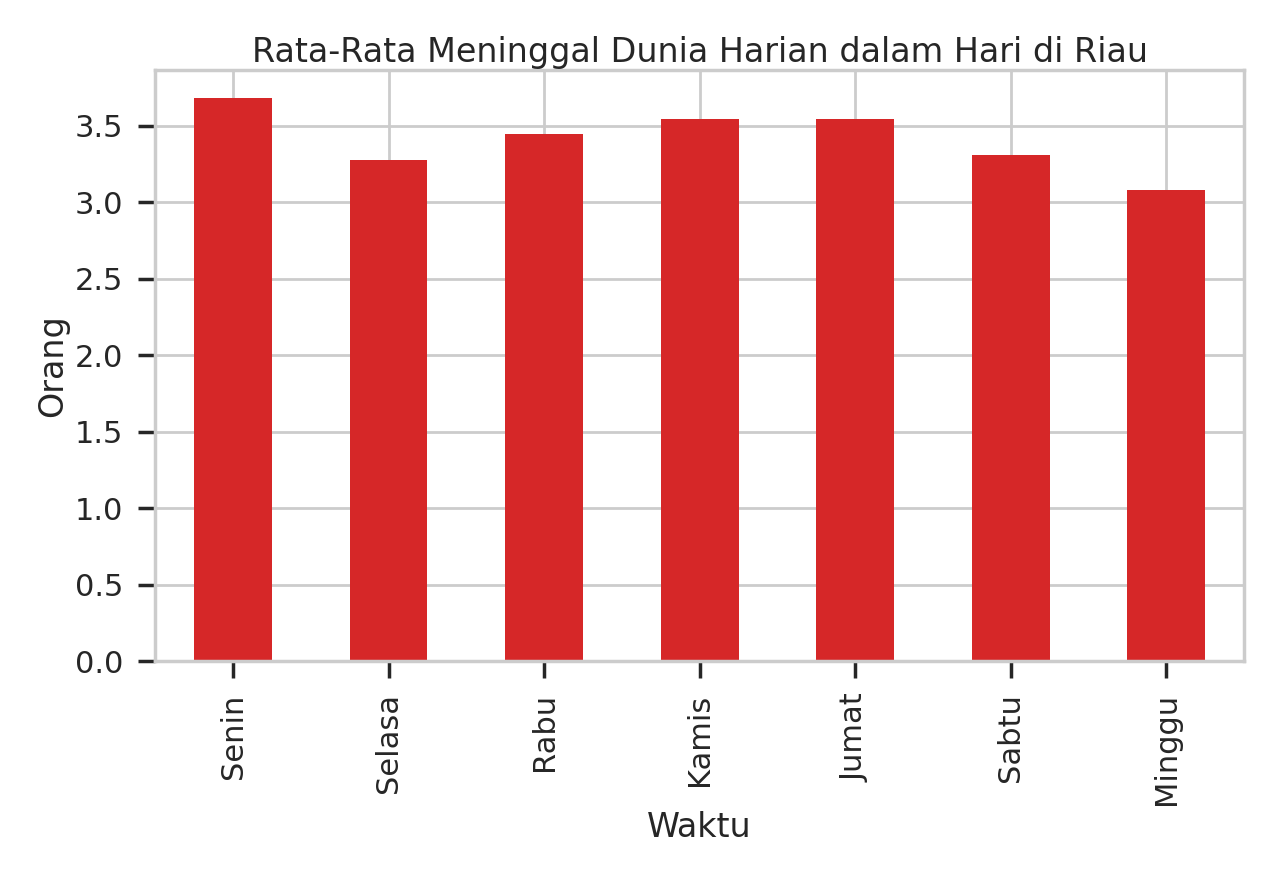 Rata-Rata Meninggal Dunia Harian dalam Hari di Riau
Orang
3.5
3.0
2.5
2.0
1.5
1.0
0.5
0.0
Senin
Selasa
Rabu
Kamis
Jumat
Sabtu
Minggu
Waktu